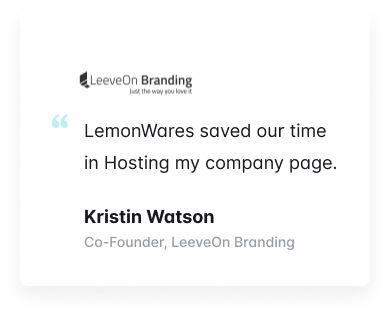 LeeveOn Branding
Just the way you love it
“
LemonWares saved our time
in Hosting my company page.
Kristin Watson
Co-Founder, LeeveOn Branding